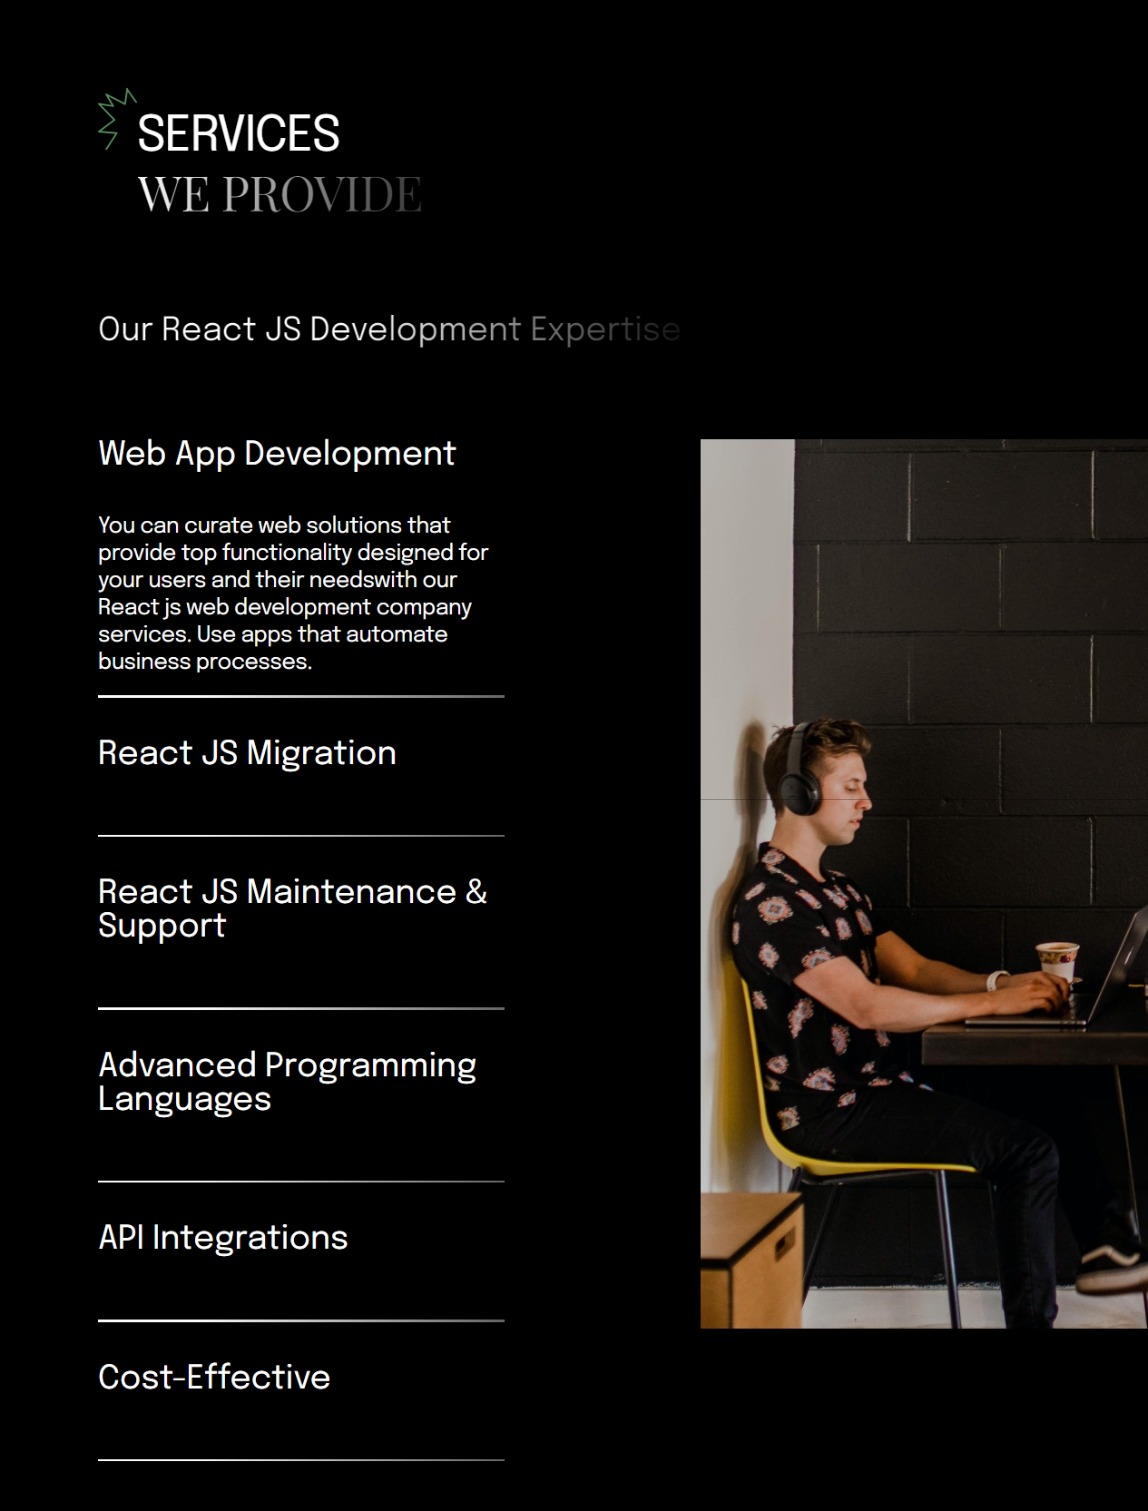 SERVICES
WE PROVIDE
Our React JS Development Expertise
Web App Development
You can curate web solutions that
provide top functionality designed for
your users and their needswith our
React js web development company
services. Use apps that automate
business processes.
React JS Migration
React JS Maintenance &
Support
Advanced Programming
Languages
API Integrations
Cost-Effective